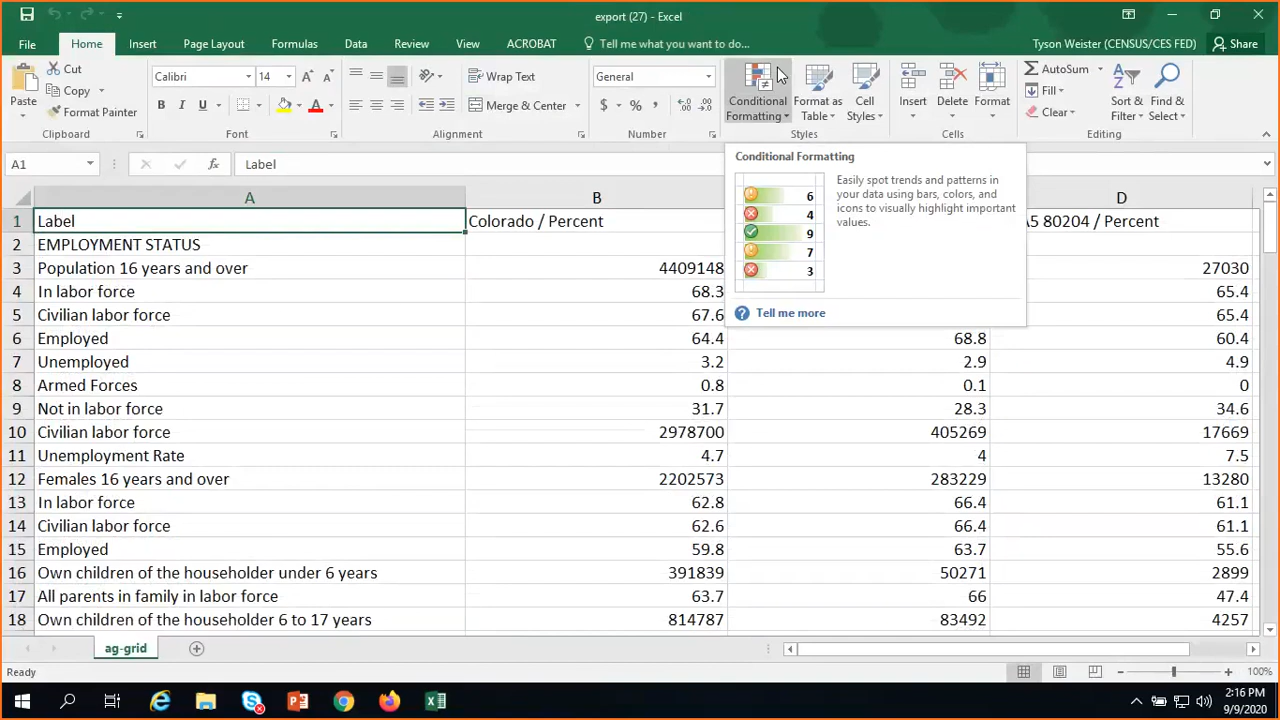 export (27) - Excel
File Home Insert Page Layout Formulas Data Review View ACROBAT Tell me what you want to do... Tyson Weister (CENSUS/CES FED) Share
Paste
Cut
Copy
Format Painter
Clipboard
Calibri 14
B I U
Font
Wrap Text
Merge & Center
Alignment
General
$ % ,
Number
Conditional Formatting
Format as Table
Cell Styles
Styles
Insert
Delete
Format
Cells
AutoSum
Fill
Clear
Sort & Filter
Find & Select
Editing
A1 fx Label
Conditional Formatting
Easily spot trends and patterns in
your data using bars, colors, and
icons to visually highlight important
values.
6
4
9
7
3
Tell me more
A B D
1 Label Colorado / Percent A5 80204 / Percent
2 EMPLOYMENT STATUS
3 Population 16 years and over 4409148 27030
4 In labor force 68.3 65.4
5 Civilian labor force 67.6 65.4
6 Employed 64.4 68.8 60.4
7 Unemployed 3.2 2.9 4.9
8 Armed Forces 0.8 0.1 0
9 Not in labor force 31.7 28.3 34.6
10 Civilian labor force 2978700 405269 17669
11 Unemployment Rate 4.7 4 7.5
12 Females 16 years and over 2202573 283229 13280
13 In labor force 62.8 66.4 61.1
14 Civilian labor force 62.6 66.4 61.1
15 Employed 59.8 63.7 55.6
16 Own children of the householder under 6 years 391839 50271 2899
17 All parents in family in labor force 63.7 66 47.4
18 Own children of the householder 6 to 17 years 814787 83492 4257
ag-grid
Ready 100%
2:16 PM
9/9/2020